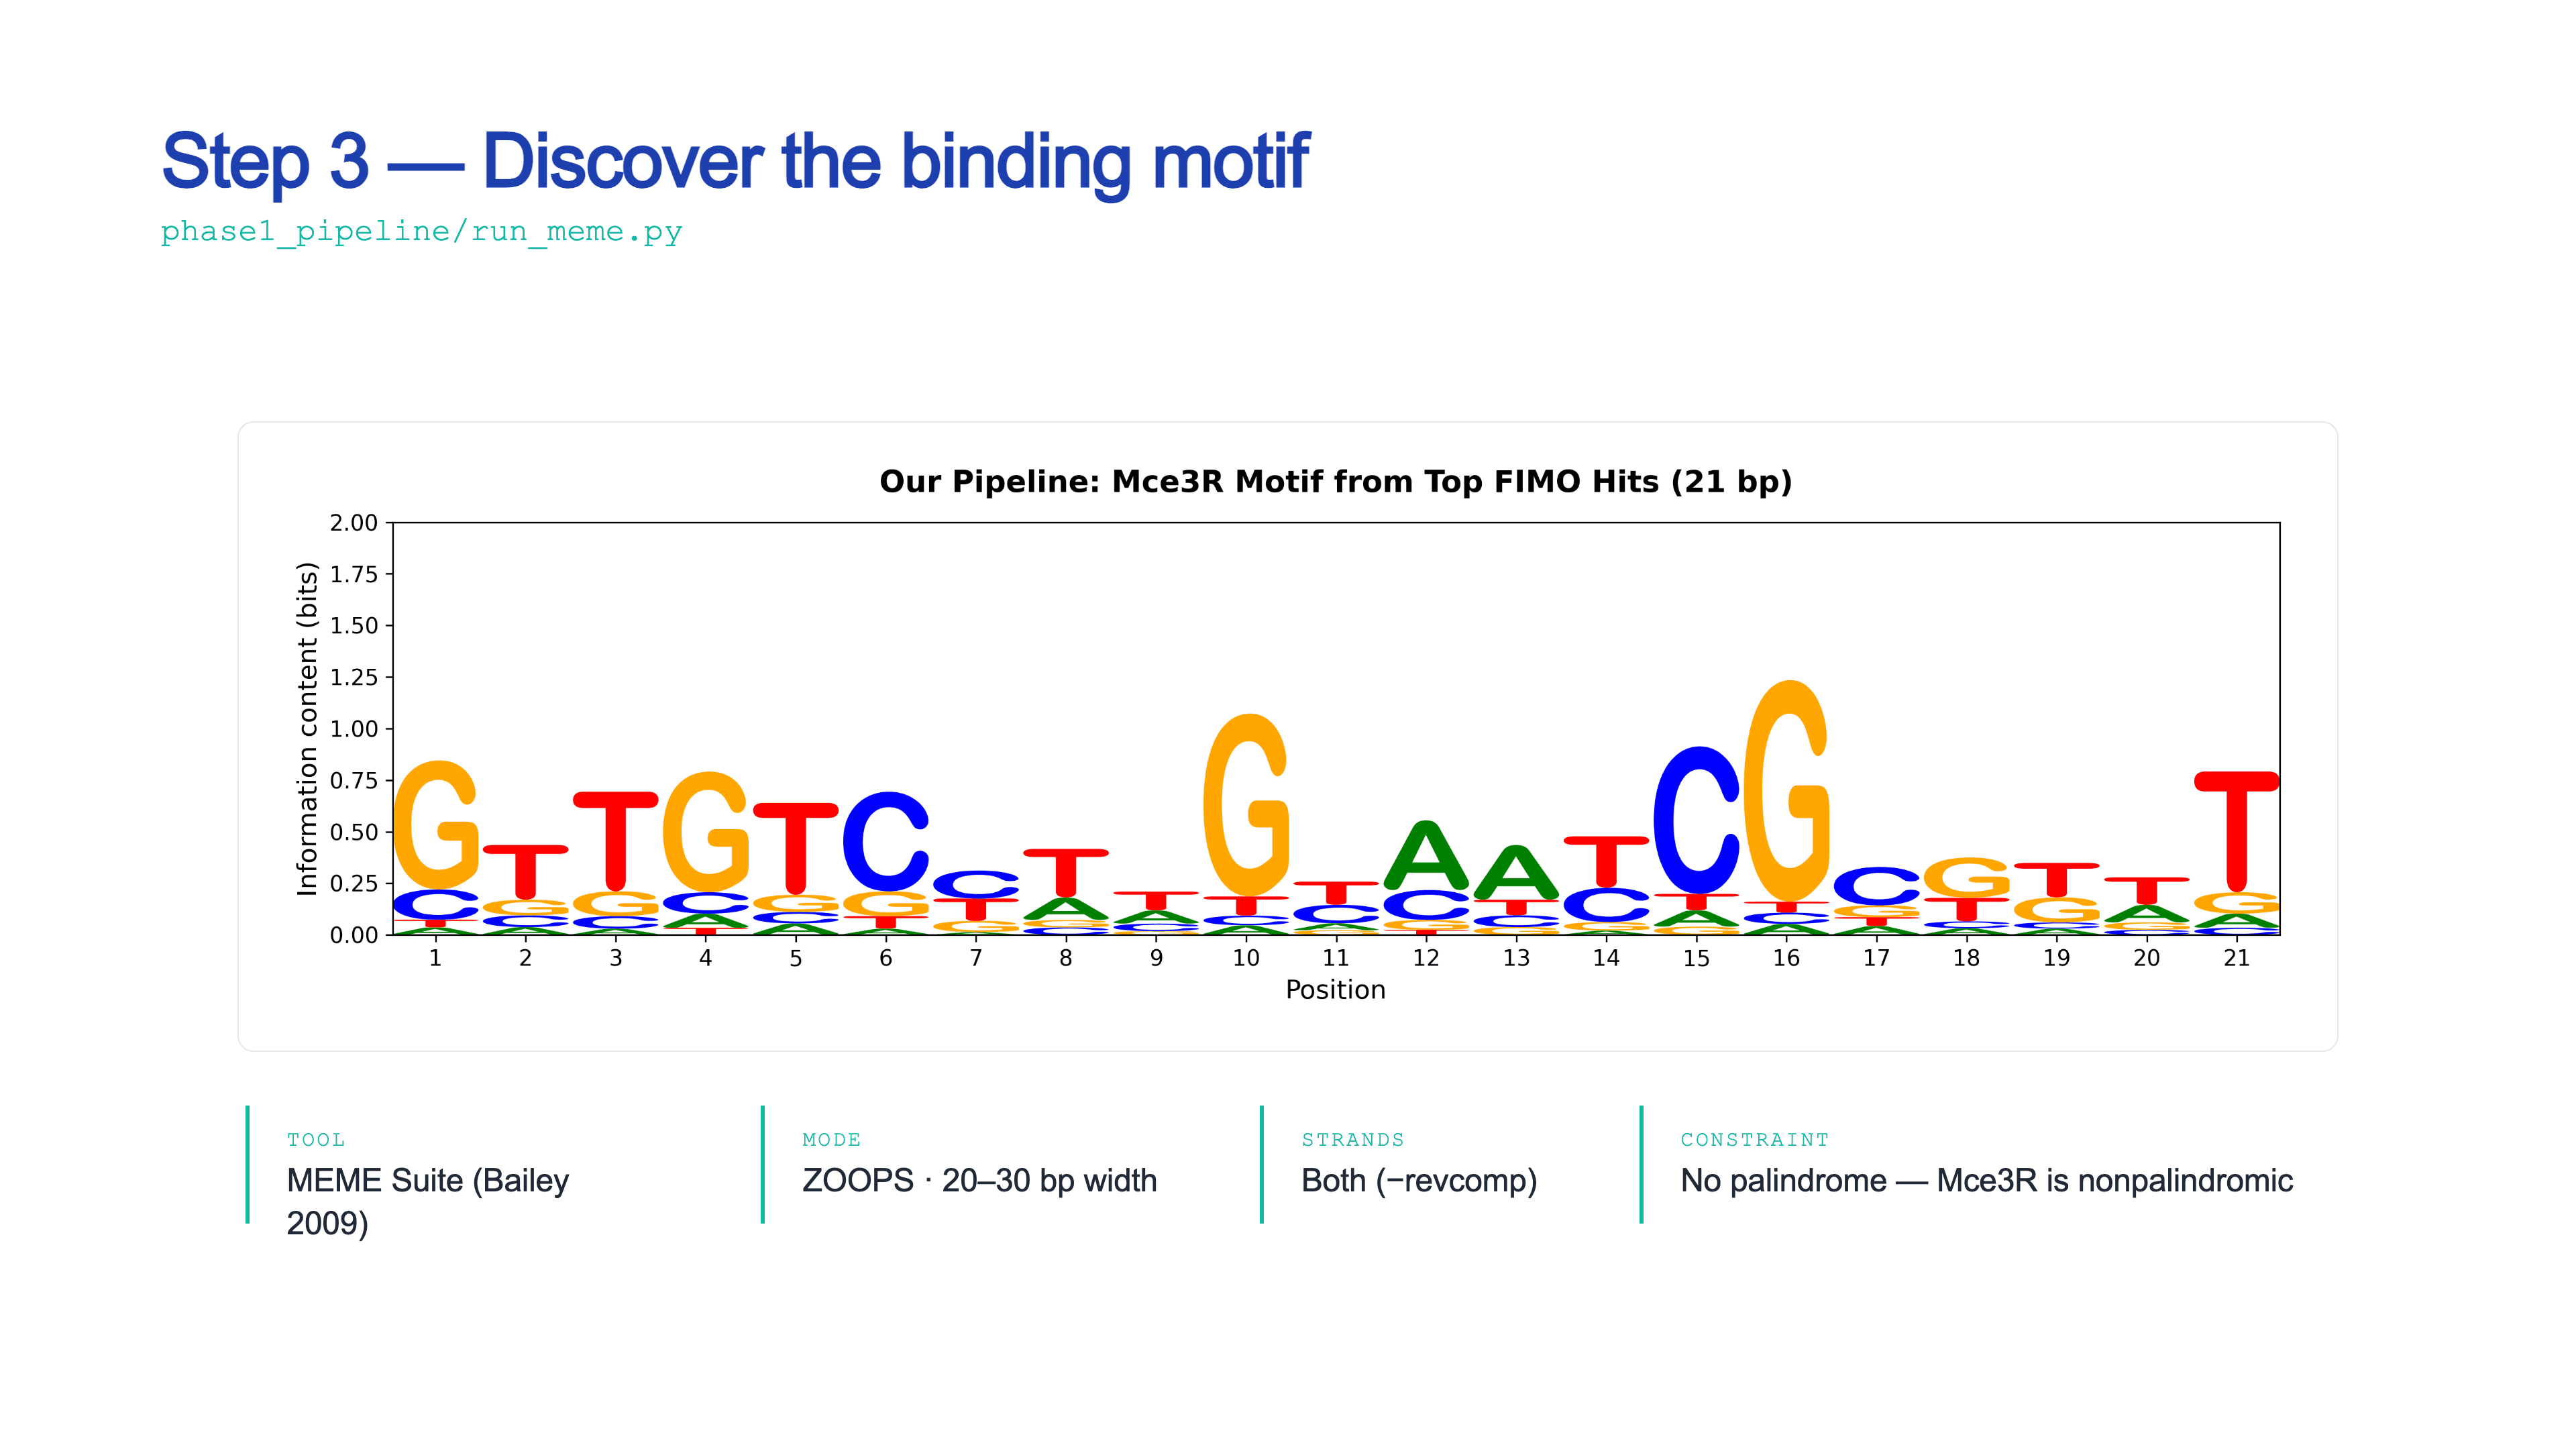 Step 3 — Discover the binding motif
phase1_pipeline/run_meme.py
Our Pipeline: Mce3R Motif from Top FIMO Hits (21 bp)
Information content (bits)
2.00
1.75
1.50
1.25
1.00
0.75
0.50
0.25
0.00
G T T G T C C T T G T A A T C G C G T T T
1 2 3 4 5 6 7 8 9 10 11 12 13 14 15 16 17 18 19 20 21
Position
TOOL
MEME Suite (Bailey
2009)
MODE
ZOOPS · 20–30 bp width
STRANDS
Both (−revcomp)
CONSTRAINT
No palindrome — Mce3R is nonpalindromic